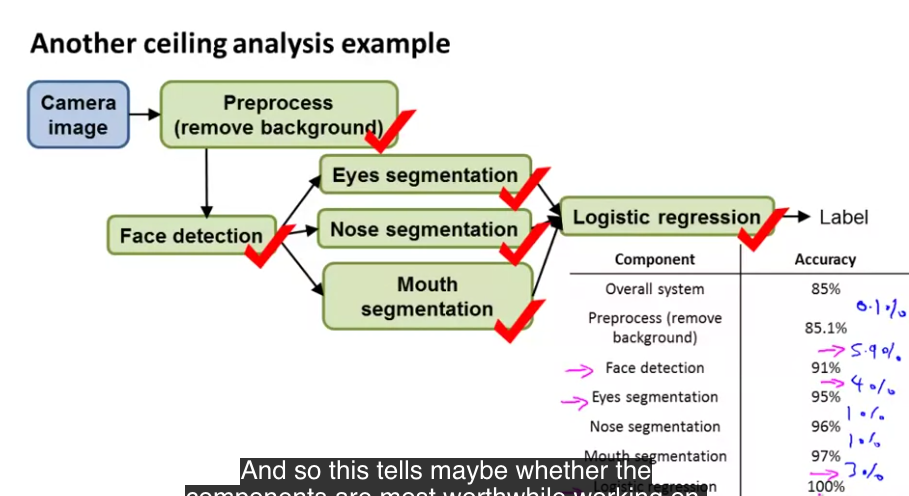 Another ceiling analysis example
Camera
image
Preprocess
(remove background)
Eyes segmentation
Face detection
Nose segmentation
Mouth
segmentation
Logistic regression
Label
Component Accuracy
Overall system 85%
0.1%
Preprocess (remove
background) 85.1%
5.9%
Face detection 91%
4%
Eyes segmentation 95%
1%
Nose segmentation 96%
1%
Mouth segmentation 97%
3%
Logistic regression 100%
And so this tells maybe whether the
components are most worthwhile working on